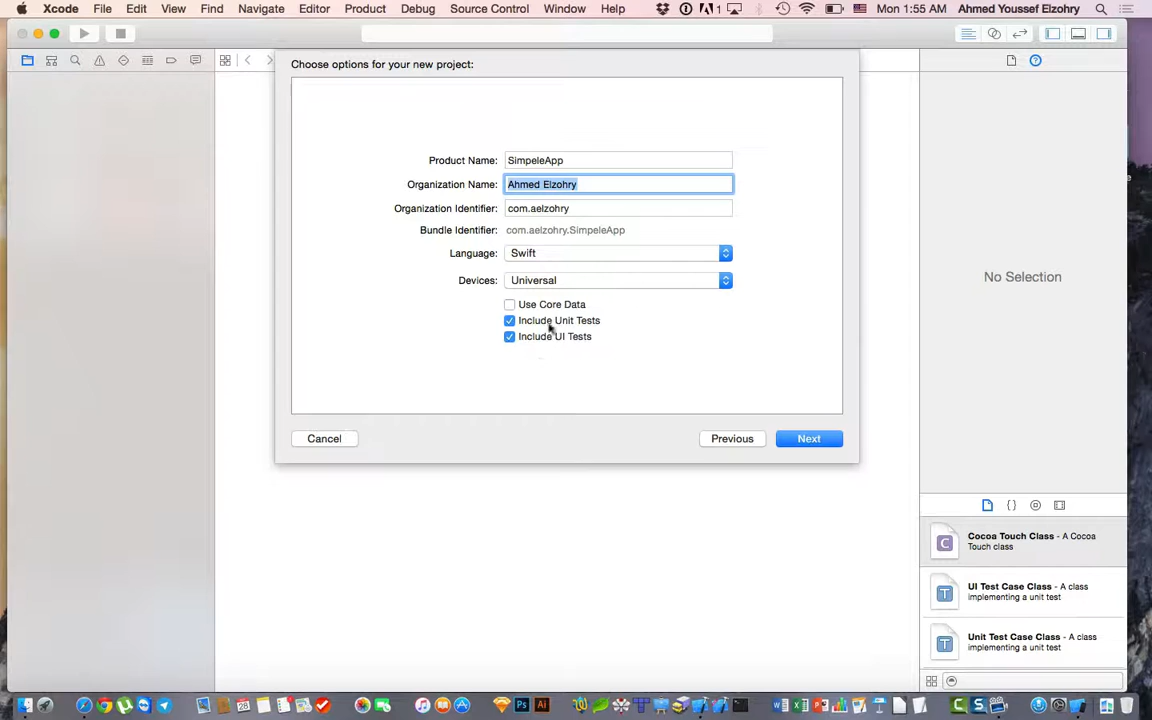 Xcode File Edit View Find Navigate Editor Product Debug Source Control Window Help 1 Mon 1:55 AM Ahmed Youssef Elzohry
Choose options for your new project:
Product Name: SimpeleApp
Organization Name: Ahmed Elzohry
Organization Identifier: com.aelzohry
Bundle Identifier: com.aelzohry.SimpeleApp
Language: Swift
Devices: Universal
Use Core Data
Include Unit Tests
Include UI Tests
Cancel Previous Next
No Selection
{}
C
Cocoa Touch Class - A Cocoa
Touch class
T
UI Test Case Class - A class
implementing a unit test
T
Unit Test Case Class - A class
implementing a unit test
Ps Ai